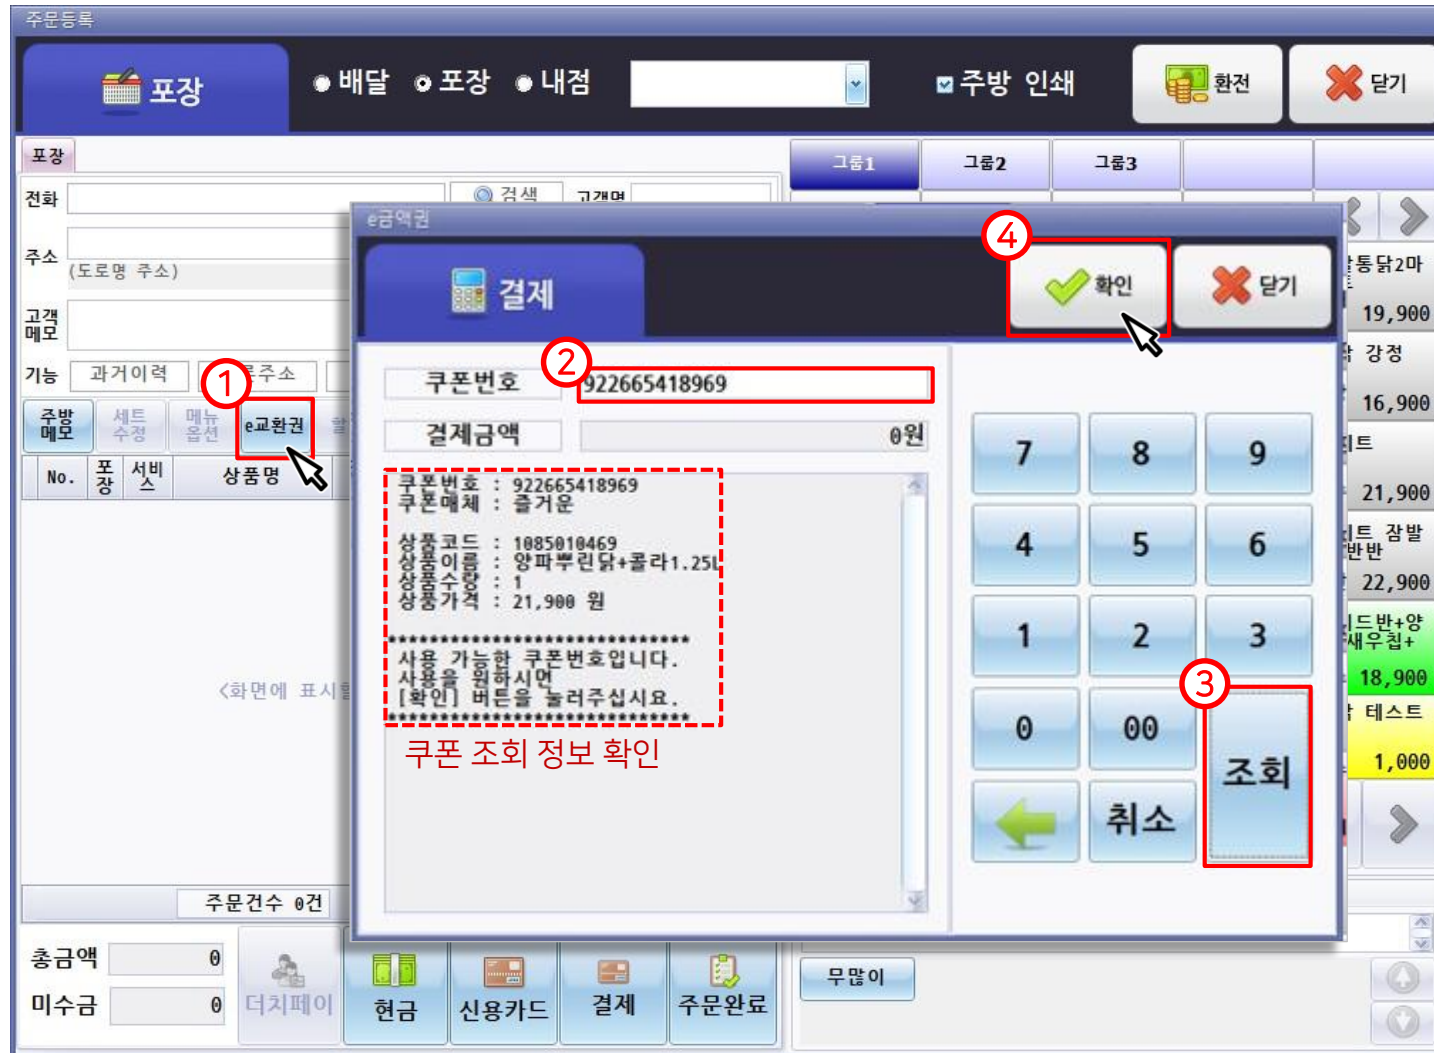 주문등록
포장
배달
포장
내점
주방 인쇄
환전
닫기
포장
그룹1
그룹2
그룹3
전화
검색
고객명
주소
(도로명 주소)
고객
메모
기능
과거이력
주소
주방
메모
세트
수정
메뉴
옵션
e교환권
No.
포장
서비스
상품명
<화면에 표시할
주문건수 0건
총금액
0
미수금
0
더치페이
현금
신용카드
결제
주문완료
무많이
e금액권
결제
확인
닫기
쿠폰번호
922665418969
결제금액
0원
쿠폰번호 : 922665418969
쿠폰매체 : 즐거운
상품코드 : 1085010469
상품이름 : 양파뿌린닭+콜라1.25L
상품수량 : 1
상품가격 : 21,900 원
*****************************
사용 가능한 쿠폰번호입니다.
사용을 원하시면
[확인] 버튼을 눌러주십시요.
*****************************
쿠폰 조회 정보 확인
7
8
9
4
5
6
1
2
3
0
00
조회
취소
1
2
3
4
통닭2마
19,900
강정
16,900
21,900
트 잠발
반반
22,900
드반+양
새우칩+
18,900
테스트
1,000